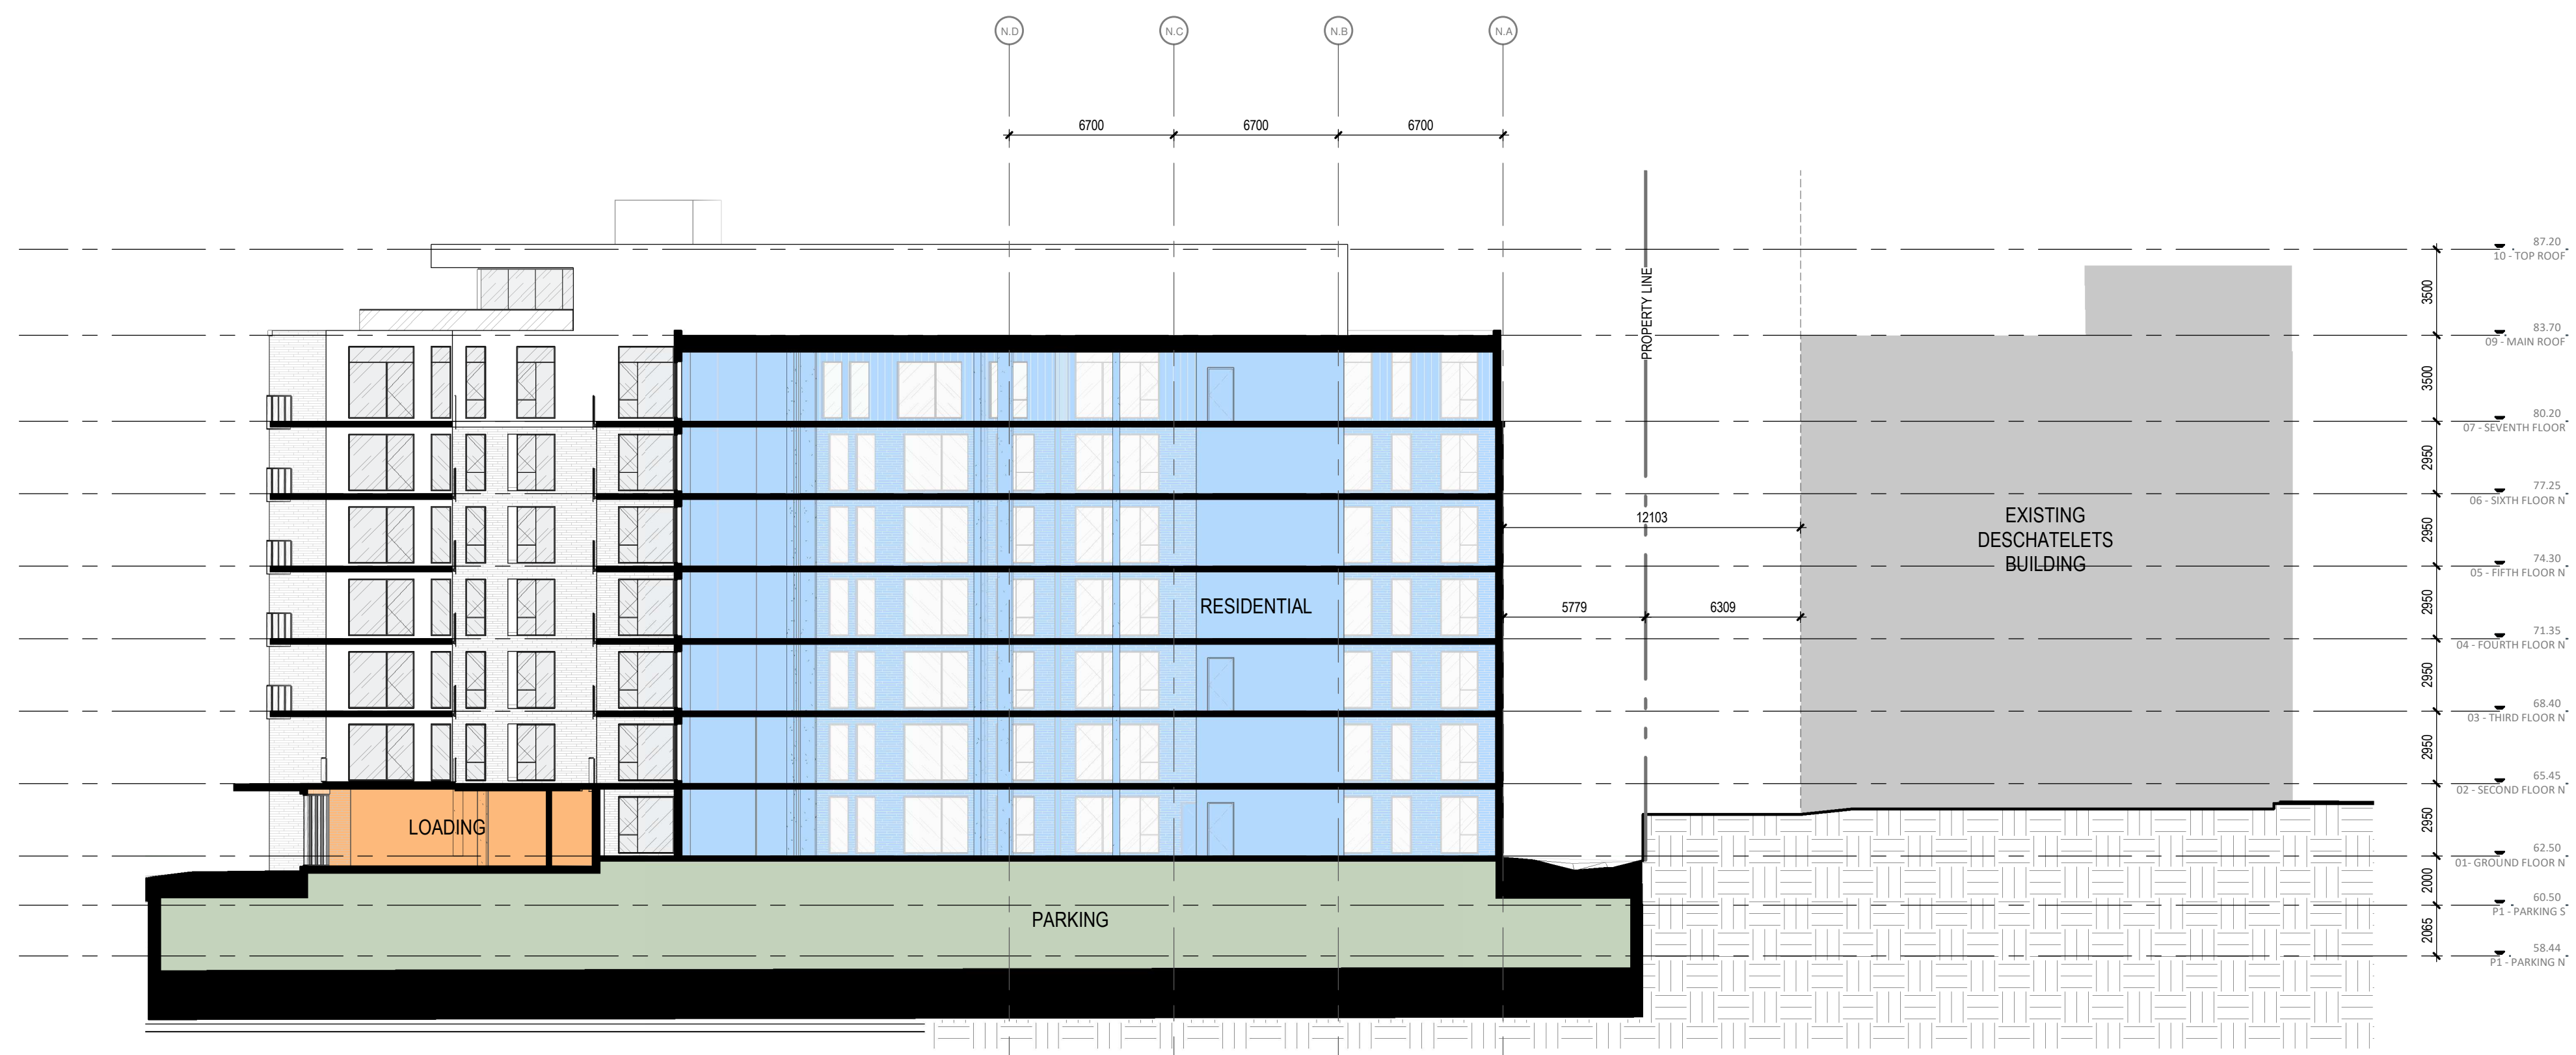 N.D
N.C
N.B
N.A
6700
6700
6700
PROPERTY LINE
87.20
10 - TOP ROOF
3500
83.70
09 - MAIN ROOF
3500
80.20
07 - SEVENTH FLOOR
2950
77.25
06 - SIXTH FLOOR N
12103
EXISTING
DESCHATELETS
BUILDING
2950
74.30
05 - FIFTH FLOOR N
RESIDENTIAL
5779
6309
2950
71.35
04 - FOURTH FLOOR N
2950
68.40
03 - THIRD FLOOR N
2950
65.45
02 - SECOND FLOOR N
LOADING
2950
62.50
01- GROUND FLOOR N
2000
60.50
P1 - PARKING S
PARKING
2065
58.44
P1 - PARKING N